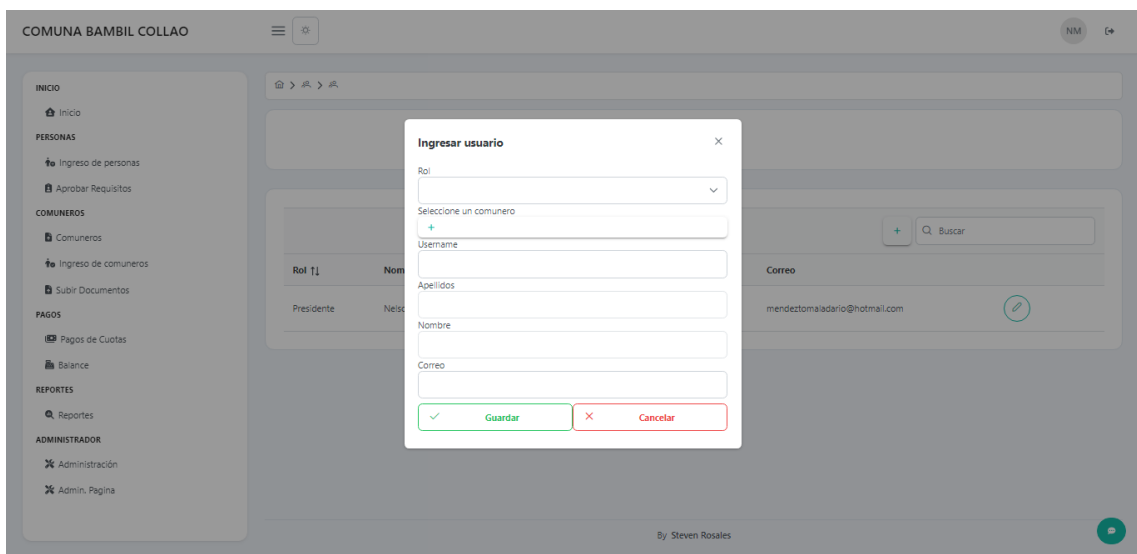 COMUNA BAMBIL COLLAO
NM
INICIO
Inicio
PERSONAS
Ingreso de personas
Aprobar Requisitos
COMUNEROS
Comuneros
Ingreso de comuneros
Subir Documentos
PAGOS
Pagos de Cuotas
Balance
REPORTES
Reportes
ADMINISTRADOR
Administración
Admin. Pagina
Ingresar usuario
Rol
Seleccione un comunero
+
Username
Apellidos
Nombre
Correo
Guardar
Cancelar
+ Buscar
Rol Nom Correo
Presidente Nelso mendeztomaladario@hotmail.com
By Steven Rosales